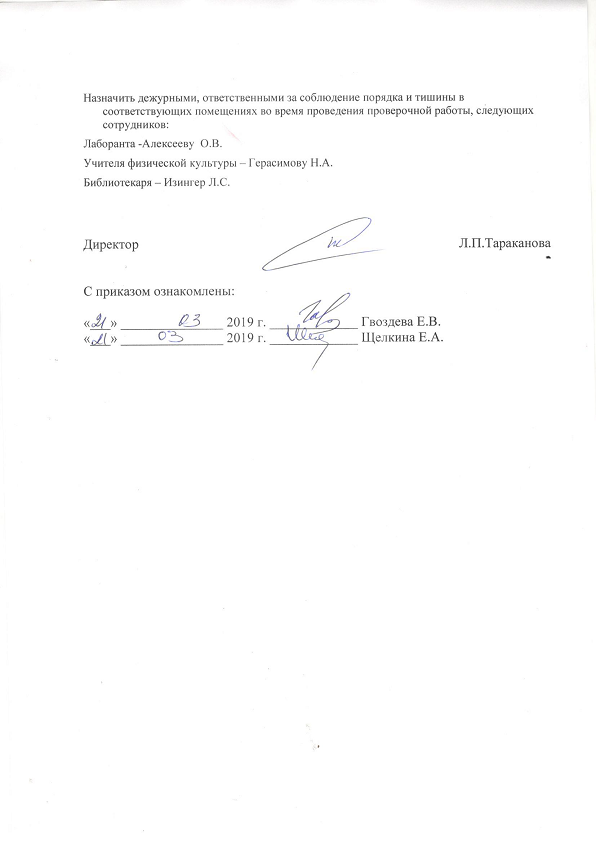 Назначить дежурными, ответственными за соблюдение порядка и тишины в
соответствующих помещениях во время проведения проверочной работы, следующих
сотрудников:
Лаборанта -Алексееву О.В.
Учителя физической культуры – Герасимову Н.А.
Библиотекаря – Изингер Л.С.
Директор Л.П.Тараканова
С приказом ознакомлены:
«21» 03 2019 г. Гвоздева Е.В.
«21» 03 2019 г. Щелкина Е.А.